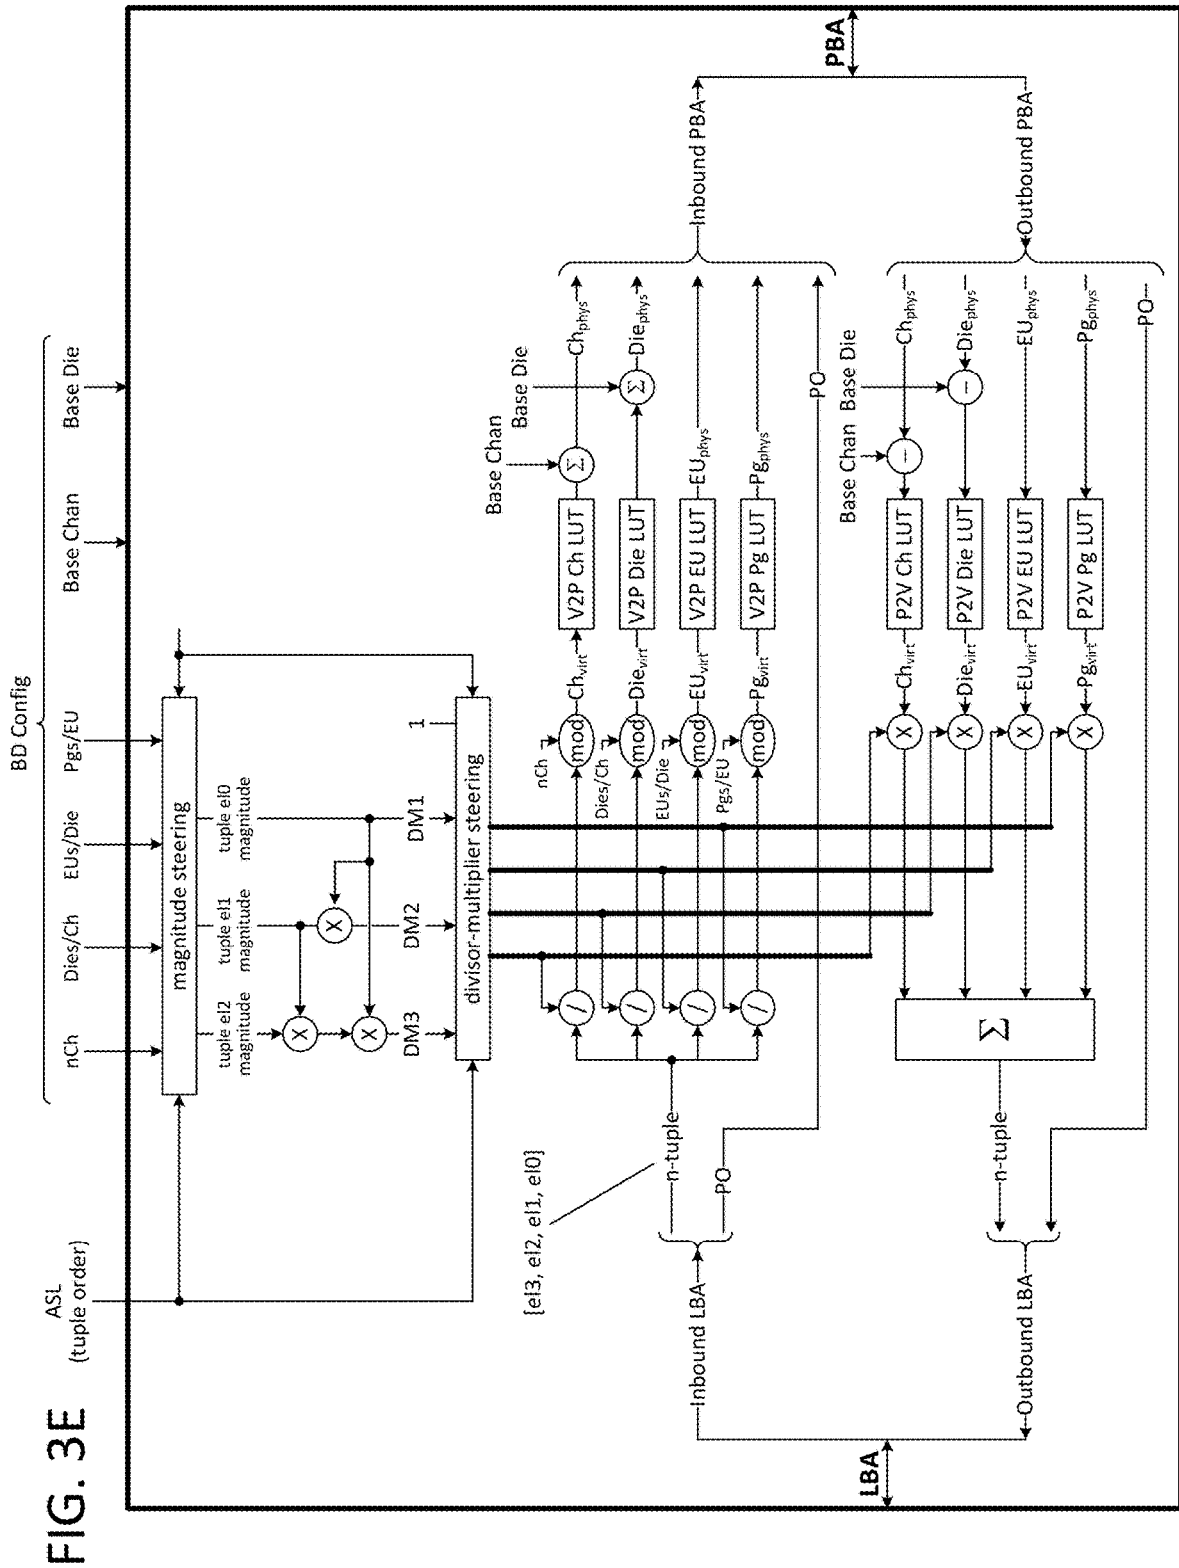 FIG. 3E
ASL
(tuple order)
BD Config
nCh
Dies/Ch
EUs/Die
Pgs/EU
Base Chan
Base Die
magnitude steering
tuple el2
magnitude
tuple el1
magnitude
tuple el0
magnitude
X
X
X
DM3
DM2
DM1
1
divisor-multiplier steering
[el3, el2, el1, el0]
LBA
Inbound LBA
n-tuple
PO
/
/
/
/
nCh
Dies/Ch
EUs/Die
Pgs/EU
mod
mod
mod
mod
Chvirt
Dievirt
EUvirt
Pgvirt
V2P Ch LUT
V2P Die LUT
V2P EU LUT
V2P Pg LUT
Base Chan
Base Die
Σ
Σ
Chphys
Diephys
EUphys
Pgphys
PO
Inbound PBA
PBA
Outbound PBA
Chphys
Diephys
EUphys
Pgphys
PO
Base Chan
Base Die
−
−
P2V Ch LUT
P2V Die LUT
P2V EU LUT
P2V Pg LUT
Chvirt
Dievirt
EUvirt
Pgvirt
X
X
X
X
Σ
n-tuple
Outbound LBA